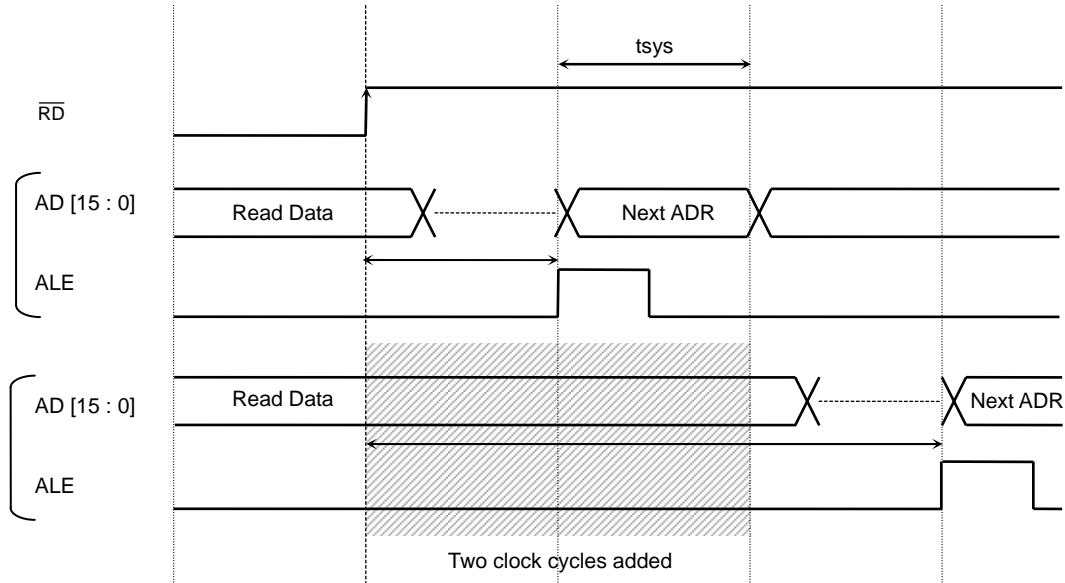 tsys
R̅D̅
AD [15 : 0]
Read Data
Next ADR
ALE
AD [15 : 0]
Read Data
Next ADR
ALE
Two clock cycles added